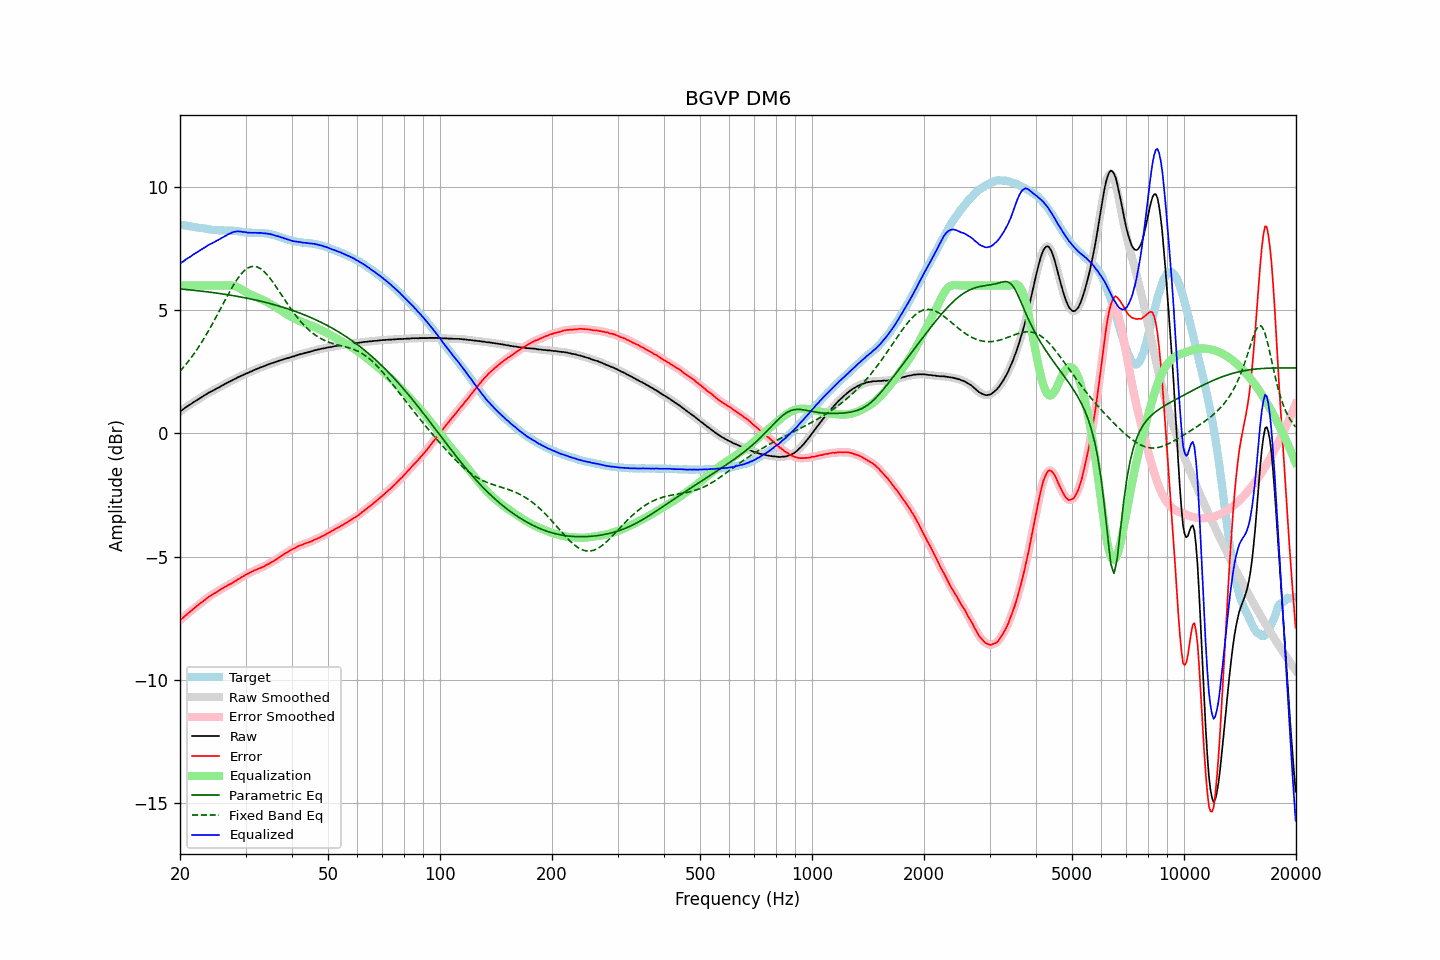 BGVP DM6
Amplitude (dBr)
10
5
0
−5
−10
−15
Target
Raw Smoothed
Error Smoothed
Raw
Error
Equalization
Parametric Eq
Fixed Band Eq
Equalized
20 50 100 200 500 1000 2000 5000 10000 20000
Frequency (Hz)